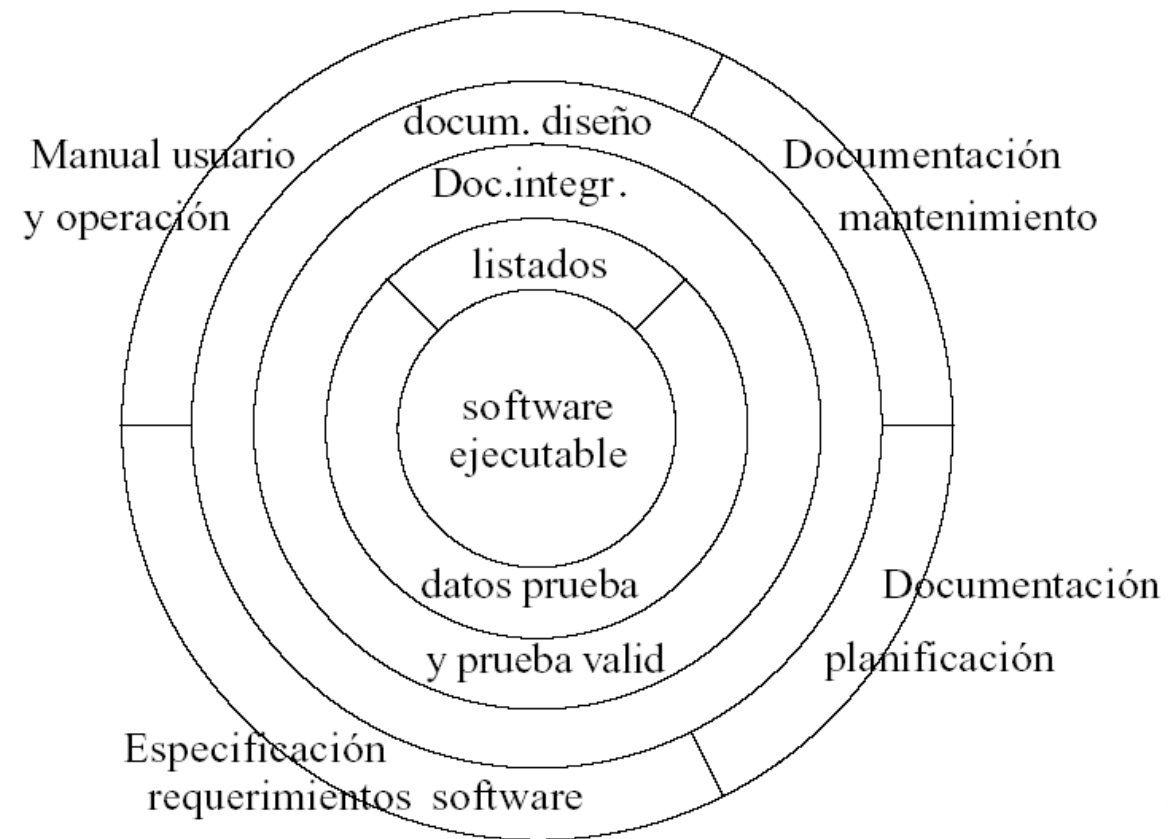 docum. diseño
Manual usuario
y operación
Documentación
mantenimiento
Doc.integr.
listados
software
ejecutable
datos prueba
y prueba valid
Documentación
planificación
Especificación
requerimientos software